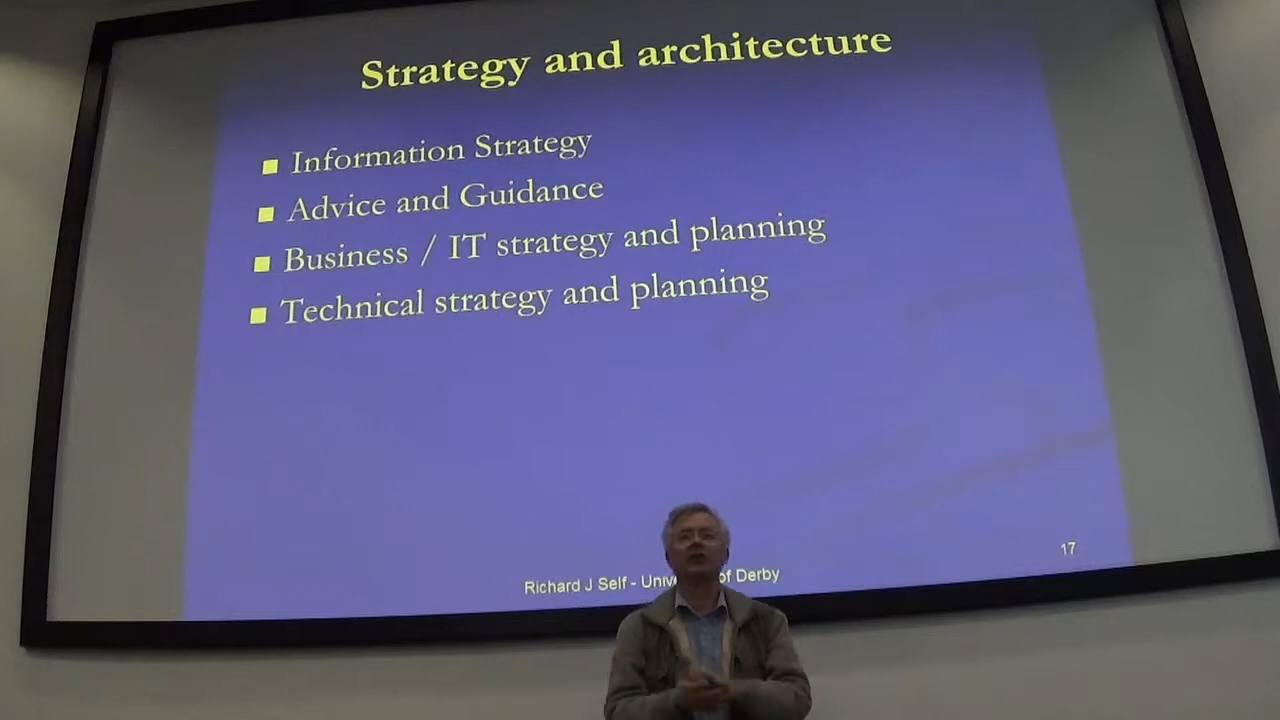 Strategy and architecture
Information Strategy
Advice and Guidance
Business / IT strategy and planning
Technical strategy and planning
17
Richard J Self - Unive of Derby